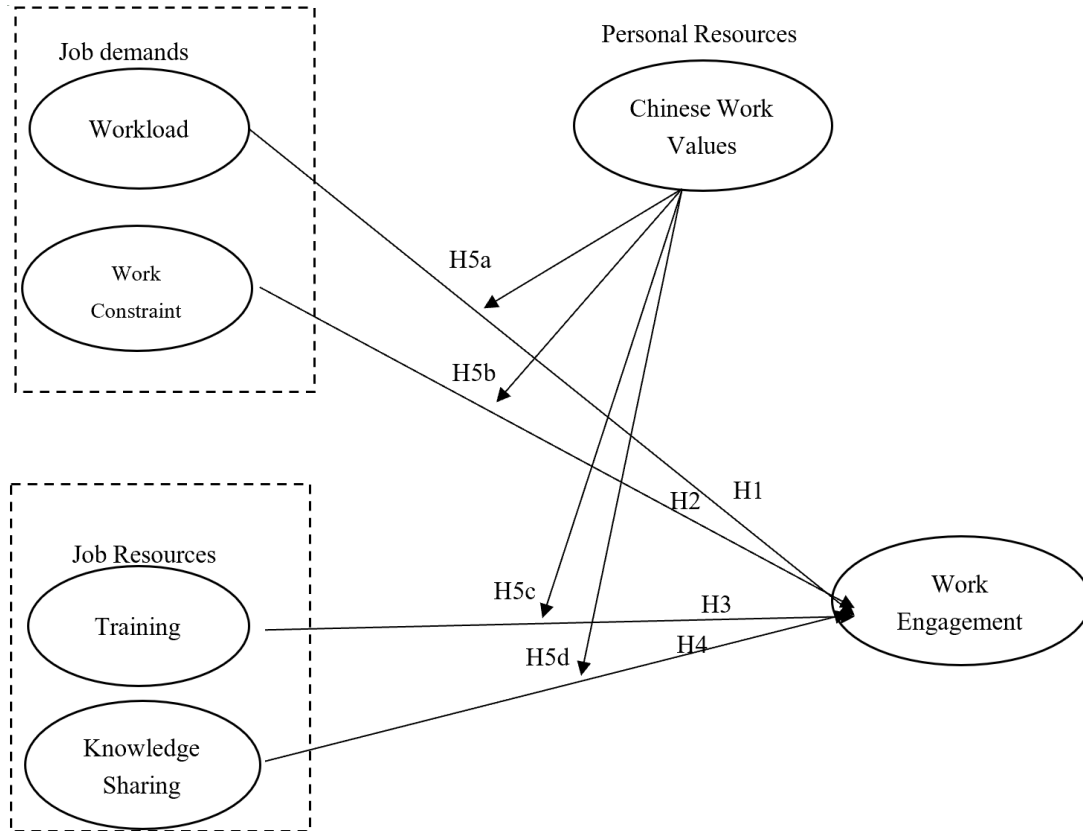 Job demands
Workload
Work
Constraint
Personal Resources
Chinese Work
Values
H5a
H5b
H2
H1
Job Resources
Training
Knowledge
Sharing
H5c
H3
H5d
H4
Work
Engagement